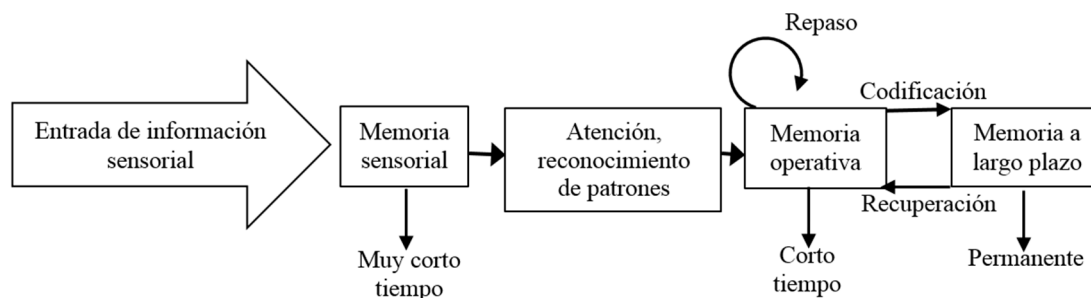 Repaso
Entrada de información
sensorial
Memoria
sensorial
Atención,
reconocimiento
de patrones
Memoria
operativa
Codificación
Recuperación
Memoria a
largo plazo
Muy corto
tiempo
Corto
tiempo
Permanente